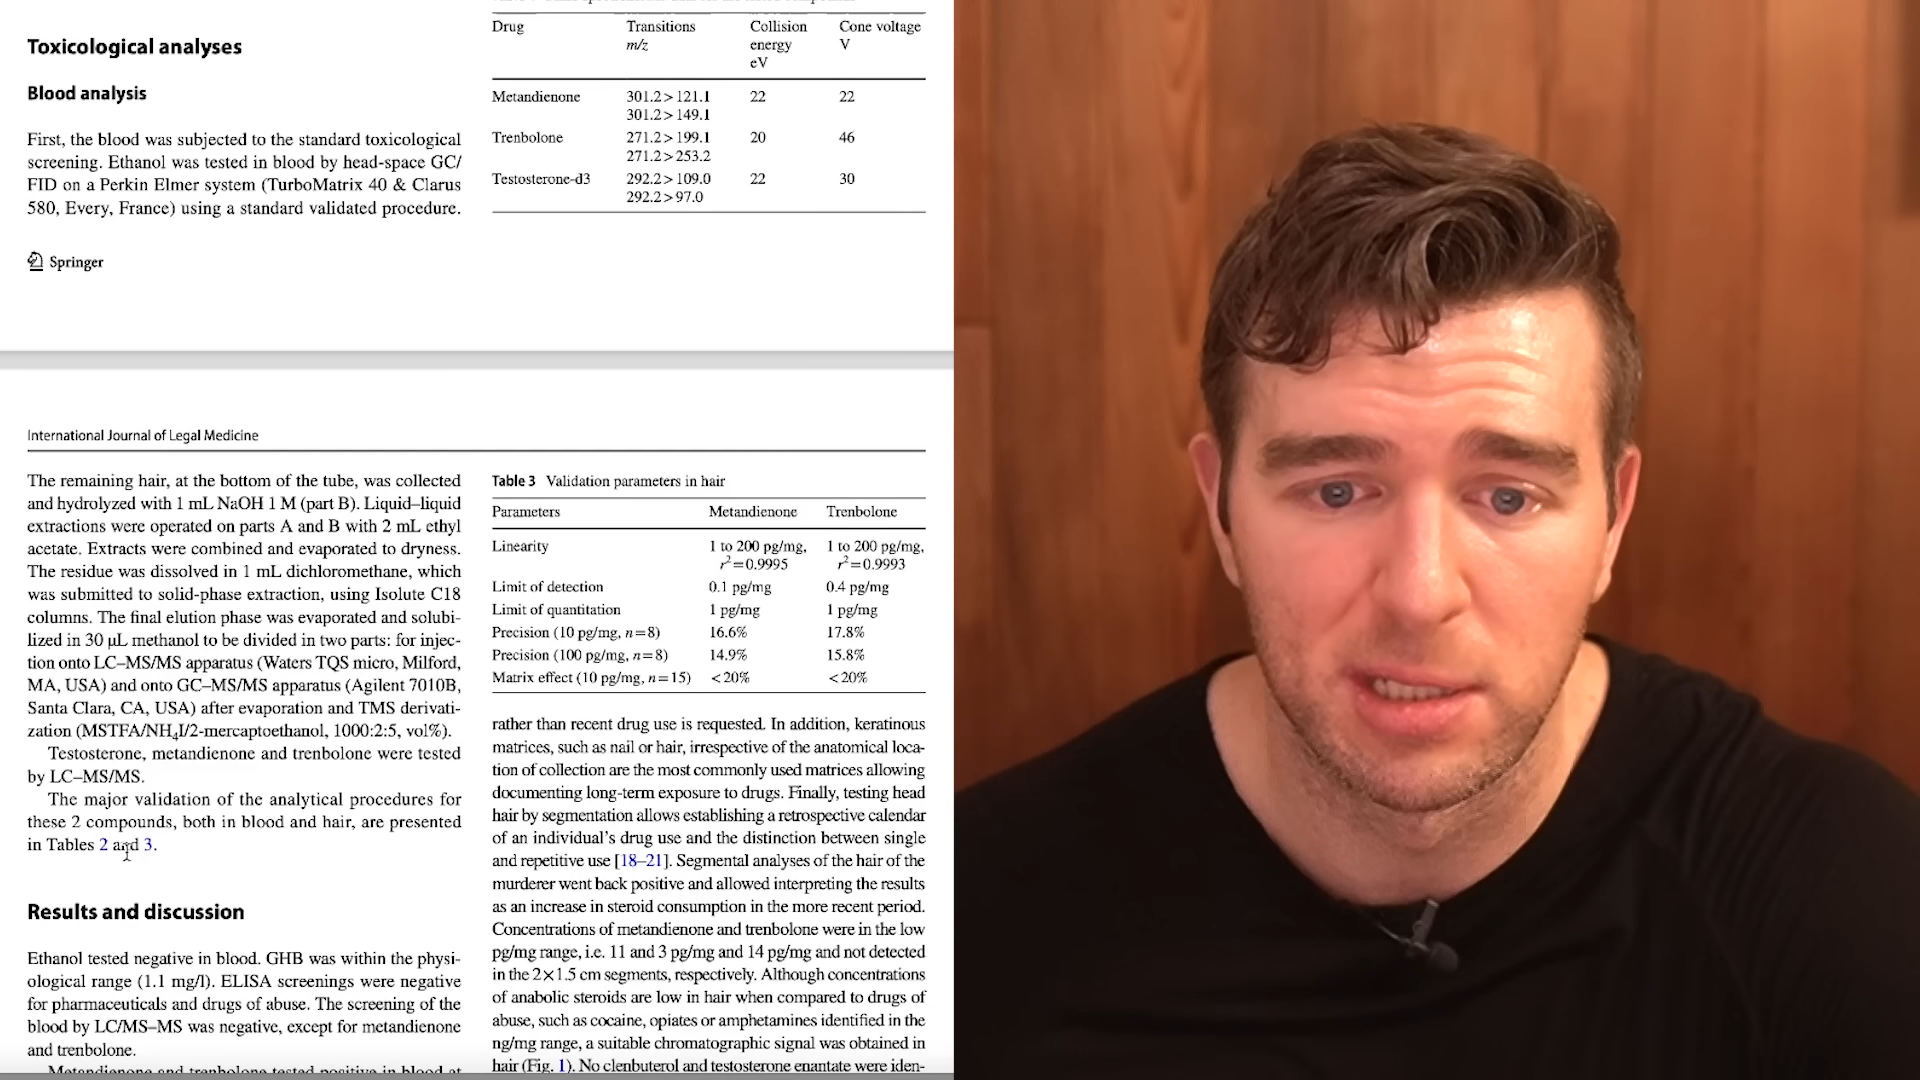 Toxicological analyses
Blood analysis
First, the blood was subjected to the standard toxicological
screening. Ethanol was tested in blood by head-space GC/
FID on a Perkin Elmer system (TurboMatrix 40 & Clarus
580, Every, France) using a standard validated procedure.
Springer
Drug Transitions Collision Cone voltage
m/z energy V
eV
Metandienone 301.2 > 121.1 22 22
301.2 > 149.1
Trenbolone 271.2 > 199.1 20 46
271.2 > 253.2
Testosterone-d3 292.2 > 109.0 22 30
292.2 > 97.0
International Journal of Legal Medicine
The remaining hair, at the bottom of the tube, was collected
and hydrolyzed with 1 mL NaOH 1 M (part B). Liquid–liquid
extractions were operated on parts A and B with 2 mL ethyl
acetate. Extracts were combined and evaporated to dryness.
The residue was dissolved in 1 mL dichloromethane, which
was submitted to solid-phase extraction, using Isolute C18
columns. The final elution phase was evaporated and solubi-
lized in 30 µL methanol to be divided in two parts: for injec-
tion onto LC–MS/MS apparatus (Waters TQS micro, Milford,
MA, USA) and onto GC–MS/MS apparatus (Agilent 7010B,
Santa Clara, CA, USA) after evaporation and TMS derivati-
zation (MSTFA/NH4I/2-mercaptoethanol, 1000:2:5, vol%).
Testosterone, metandienone and trenbolone were tested
by LC–MS/MS.
The major validation of the analytical procedures for
these 2 compounds, both in blood and hair, are presented
in Tables 2 and 3.
Results and discussion
Ethanol tested negative in blood. GHB was within the physi-
ological range (1.1 mg/l). ELISA screenings were negative
for pharmaceuticals and drugs of abuse. The screening of the
blood by LC/MS–MS was negative, except for metandienone
and trenbolone.
Metandienone and trenbolone tested positive in blood at
Table 3 Validation parameters in hair
Parameters Metandienone Trenbolone
Linearity 1 to 200 pg/mg, 1 to 200 pg/mg,
r²=0.9995 r²=0.9993
Limit of detection 0.1 pg/mg 0.4 pg/mg
Limit of quantitation 1 pg/mg 1 pg/mg
Precision (10 pg/mg, n=8) 16.6% 17.8%
Precision (100 pg/mg, n=8) 14.9% 15.8%
Matrix effect (10 pg/mg, n=15) <20% <20%
rather than recent drug use is requested. In addition, keratinous
matrices, such as nail or hair, irrespective of the anatomical loca-
tion of collection are the most commonly used matrices allowing
documenting long-term exposure to drugs. Finally, testing head
hair by segmentation allows establishing a retrospective calendar
of an individual's drug use and the distinction between single
and repetitive use [18–21]. Segmental analyses of the hair of the
murderer went back positive and allowed interpreting the results
as an increase in steroid consumption in the more recent period.
Concentrations of metandienone and trenbolone were in the low
pg/mg range, i.e. 11 and 3 pg/mg and 14 pg/mg and not detected
in the 2×1.5 cm segments, respectively. Although concentrations
of anabolic steroids are low in hair when compared to drugs of
abuse, such as cocaine, opiates or amphetamines identified in the
ng/mg range, a suitable chromatographic signal was obtained in
hair (Fig. 1). No clenbuterol and testosterone enantate were iden-